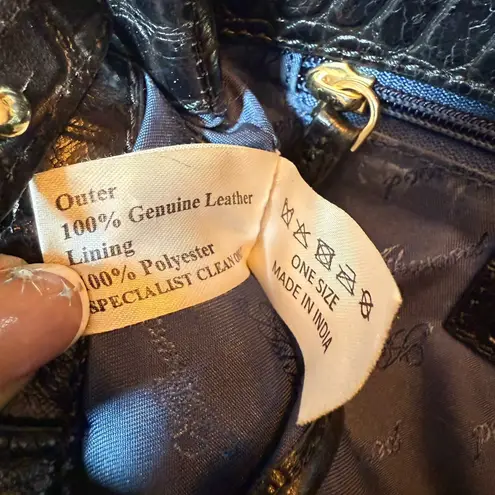 Outer
100% Genuine Leather
Lining
100% Polyester
SPECIALIST CLEAN
ONE SIZE
MADE IN INDIA